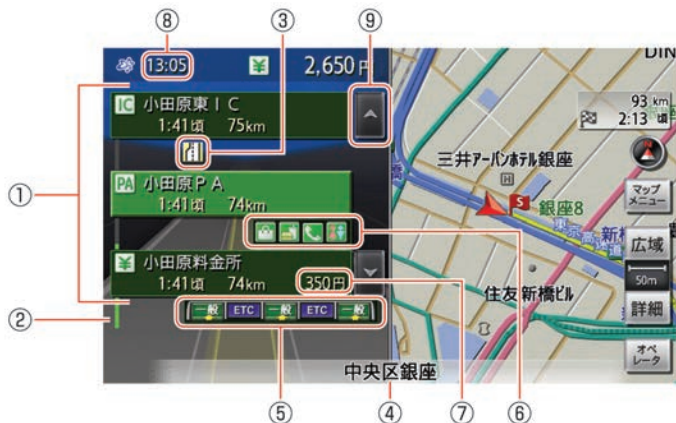 ⑧ ③ ⑨
13:05 ¥ 2,650円
IC 小田原東IC
1:41頃 75km
①
PA 小田原PA
1:41頃 74km
¥ 小田原料金所
1:41頃 74km 350円
②
一般 ETC 一般 ETC 一般
DIN
93 km
2:13 頃
三井アーバンホテル銀座
H
S 銀座8
マップ
メニュー
東京高速道
新橋
広域
50m
住友新橋ビル
詳細
オペ
レータ
中央区銀座
⑤ ④ ⑦ ⑥